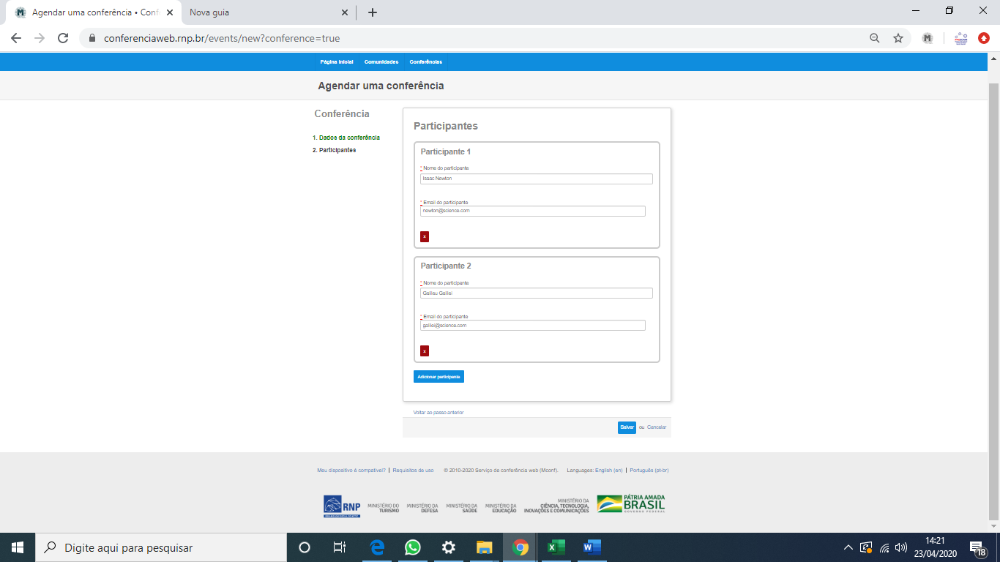 Agendar uma conferência • Conf
Nova guia
conferenciaweb.rnp.br/events/new?conference=true
Página inicial Comunidades Conferências
Agendar uma conferência
Conferência
1. Dados da conferência
2. Participantes
Participantes
Participante 1
* Nome do participante
Isaac Newton
* Email do participante
newton@science.com
x
Participante 2
* Nome do participante
Galileu Galilei
* Email do participante
galilei@science.com
x
Adicionar participante
Voltar ao passo anterior
Salvar ou Cancelar
Meu dispositivo é compatível? | Requisitos de uso © 2010-2020 Serviço de conferência web (Mconf). Languages: English (en) | Português (pt-br)
RNP
MINISTÉRIO DO
TURISMO
MINISTÉRIO DA
DEFESA
MINISTÉRIO DA
SAÚDE
MINISTÉRIO DA
EDUCAÇÃO
MINISTÉRIO DA
CIÊNCIA, TECNOLOGIA,
INOVAÇÕES E COMUNICAÇÕES
PÁTRIA AMADA
BRASIL
GOVERNO FEDERAL
Digite aqui para pesquisar
14:21
23/04/2020
18